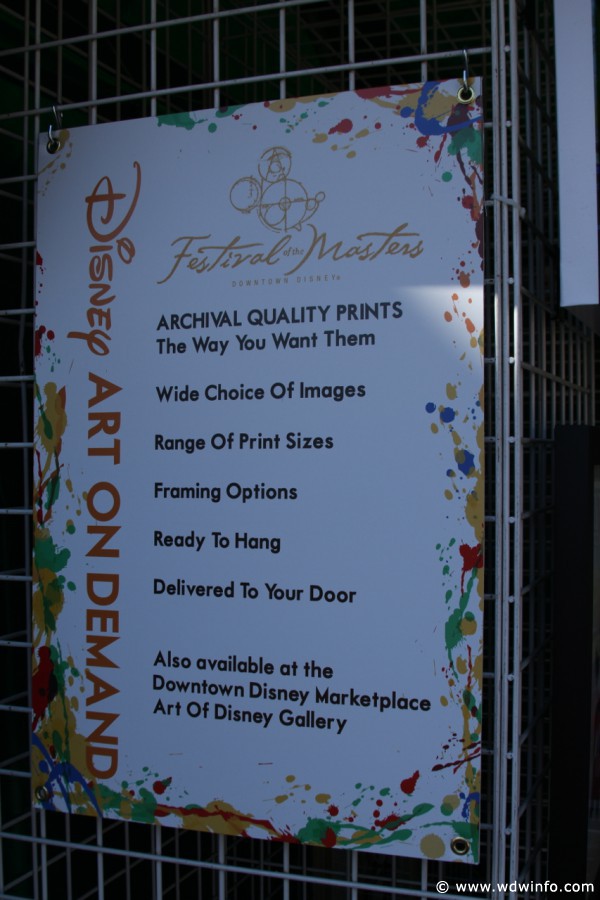 Disney ART ON DEMAND
Festival of the Masters
DOWNTOWN DISNEY®
ARCHIVAL QUALITY PRINTS
The Way You Want Them
Wide Choice Of Images
Range Of Print Sizes
Framing Options
Ready To Hang
Delivered To Your Door
Also available at the
Downtown Disney Marketplace
Art Of Disney Gallery
© www.wdwinfo.com